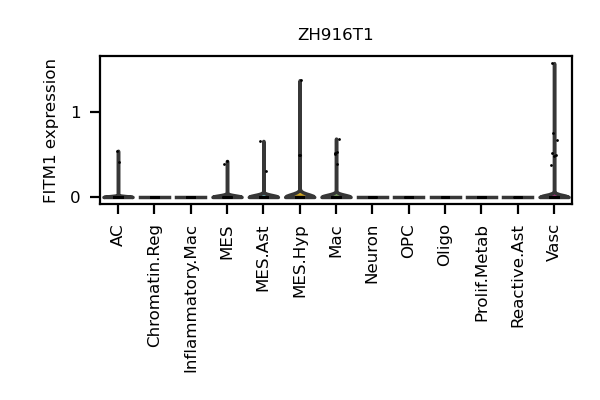 ZH916T1
FITM1 expression
1
0
AC
Chromatin.Reg
Inflammatory.Mac
MES
MES.Ast
MES.Hyp
Mac
Neuron
OPC
Oligo
Prolif.Metab
Reactive.Ast
Vasc